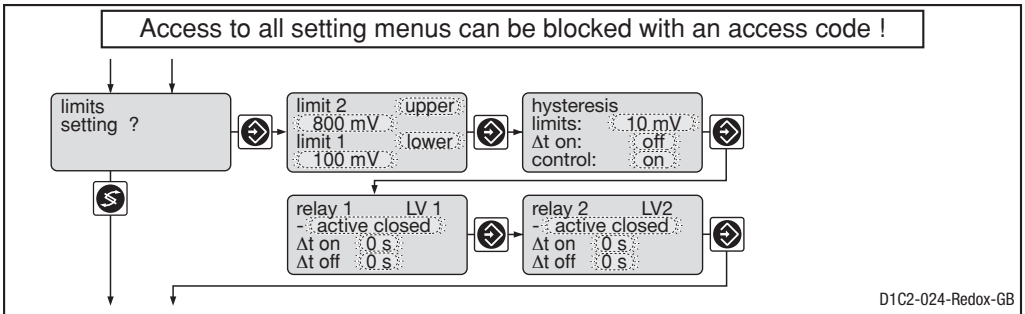 Access to all setting menus can be blocked with an access code !
limits
setting ?
limit 2 upper
800 mV
limit 1 lower
100 mV
hysteresis
limits: 10 mV
Δt on: off
control: on
relay 1 LV 1
- active closed
Δt on 0 s
Δt off 0 s
relay 2 LV2
- active closed
Δt on 0 s
Δt off 0 s
D1C2-024-Redox-GB